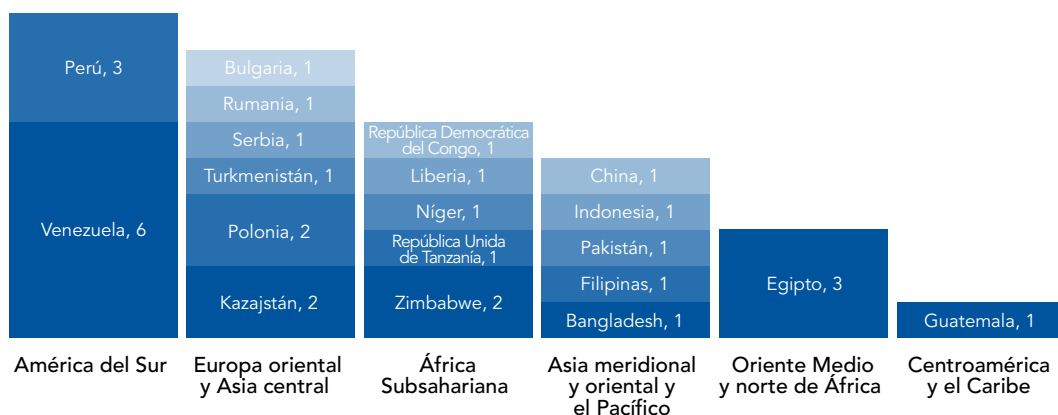 Perú, 3
Venezuela, 6
América del Sur
Bulgaria, 1
Rumania, 1
Serbia, 1
Turkmenistán, 1
Polonia, 2
Kazajstán, 2
Europa oriental
y Asia central
República Democrática
del Congo, 1
Liberia, 1
Níger, 1
República Unida
de Tanzanía, 1
Zimbabwe, 2
África
Subsahariana
China, 1
Indonesia, 1
Pakistán, 1
Filipinas, 1
Bangladesh, 1
Asia meridional
y oriental y
el Pacífico
Egipto, 3
Oriente Medio
y norte de África
Guatemala, 1
Centroamérica
y el Caribe